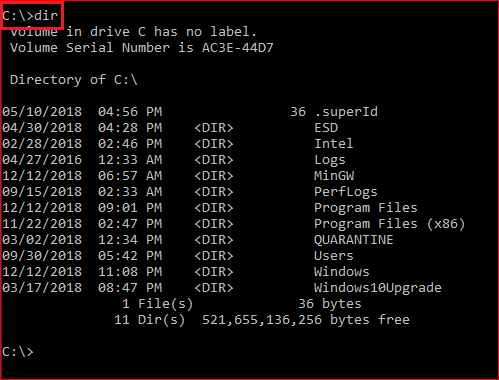 C:\>dir
 Volume in drive C has no label.
 Volume Serial Number is AC3E-44D7
 Directory of C:\
05/10/2018  04:56 PM                36 .superId
04/30/2018  04:28 PM    <DIR>          ESD
02/28/2018  02:46 PM    <DIR>          Intel
04/27/2016  12:33 AM    <DIR>          Logs
12/12/2018  06:57 AM    <DIR>          MinGW
09/15/2018  02:33 AM    <DIR>          PerfLogs
12/12/2018  09:01 PM    <DIR>          Program Files
11/22/2018  02:47 PM    <DIR>          Program Files (x86)
03/02/2018  12:34 PM    <DIR>          QUARANTINE
09/30/2018  05:42 PM    <DIR>          Users
12/12/2018  11:08 PM    <DIR>          Windows
03/17/2018  08:47 PM    <DIR>          Windows10Upgrade
               1 File(s)             36 bytes
              11 Dir(s)  521,655,136,256 bytes free
C:\>